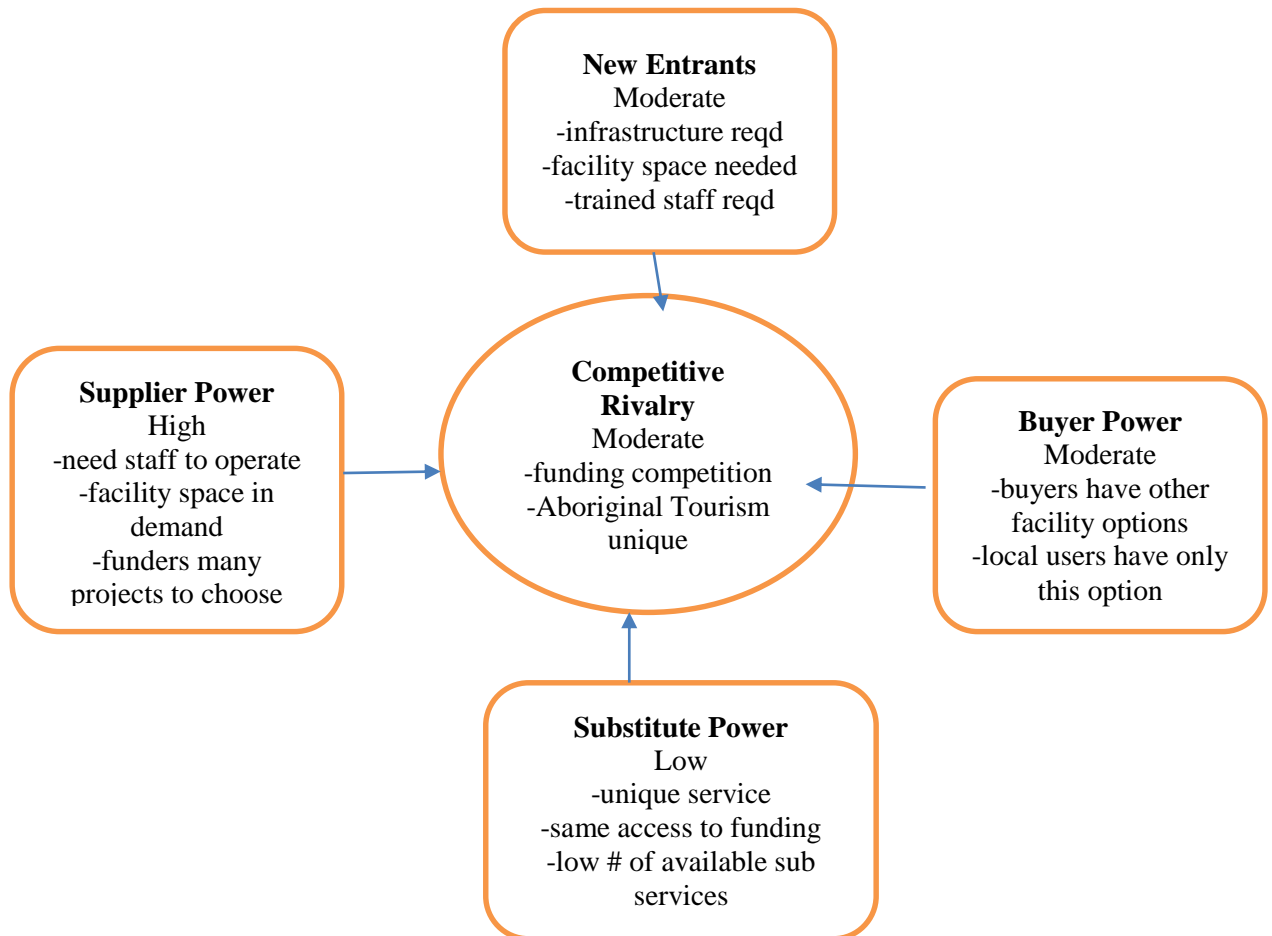 New Entrants
Moderate
-infrastructure reqd
-facility space needed
-trained staff reqd
Supplier Power
High
-need staff to operate
-facility space in
demand
-funders many
projects to choose
Competitive
Rivalry
Moderate
-funding competition
-Aboriginal Tourism
unique
Buyer Power
Moderate
-buyers have other
facility options
-local users have only
this option
Substitute Power
Low
-unique service
-same access to funding
-low # of available sub
services